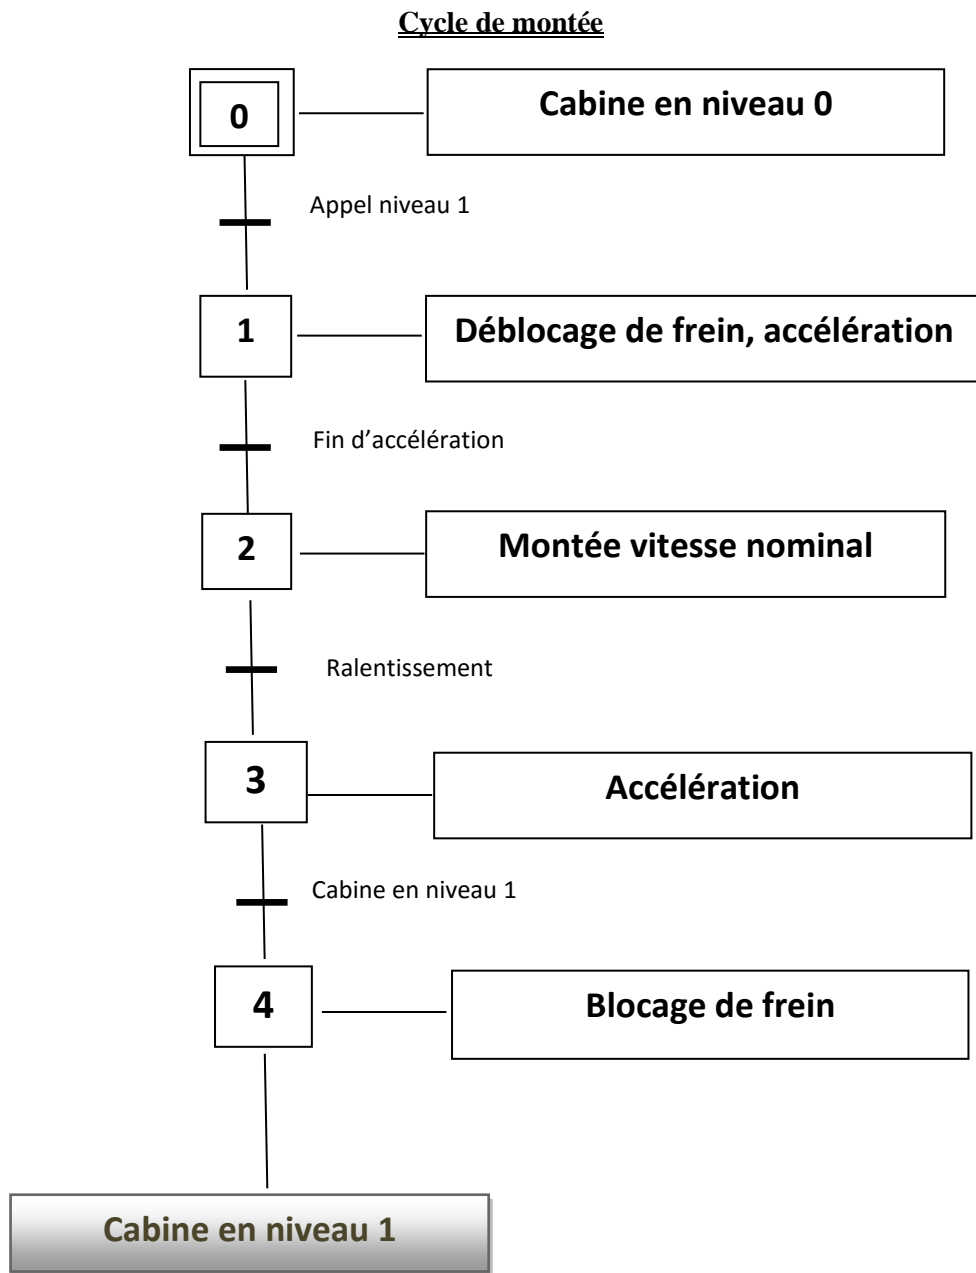 Cycle de montée
0
Cabine en niveau 0
Appel niveau 1
1
Déblocage de frein, accélération
Fin d’accélération
2
Montée vitesse nominal
Ralentissement
3
Accélération
Cabine en niveau 1
4
Blocage de frein
Cabine en niveau 1